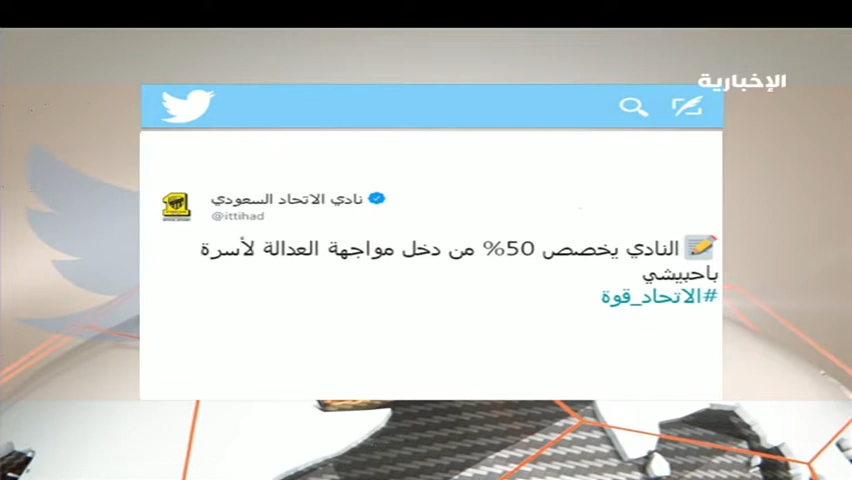 الإخبارية
نادي الاتحاد السعودي
@ittihad
النادي يخصص 50% من دخل مواجهة العدالة لأسرة
باحبيشي
#الاتحاد_قوة